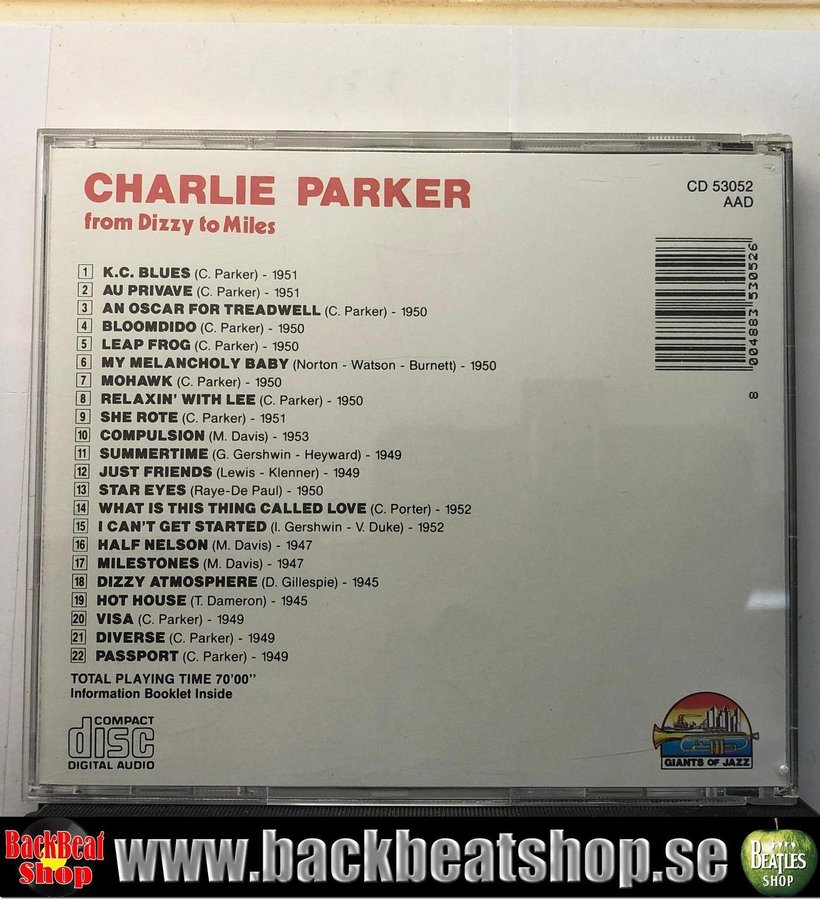 CHARLIE PARKER
from Dizzy to Miles
CD 53052
AAD
8 004883 530526
1 K.C. BLUES (C. Parker) - 1951
2 AU PRIVAVE (C. Parker) - 1951
3 AN OSCAR FOR TREADWELL (C. Parker) - 1950
4 BLOOMDIDO (C. Parker) - 1950
5 LEAP FROG (C. Parker) - 1950
6 MY MELANCHOLY BABY (Norton - Watson - Burnett) - 1950
7 MOHAWK (C. Parker) - 1950
8 RELAXIN' WITH LEE (C. Parker) - 1950
9 SHE ROTE (C. Parker) - 1951
10 COMPULSION (M. Davis) - 1953
11 SUMMERTIME (G. Gershwin - Heyward) - 1949
12 JUST FRIENDS (Lewis - Klenner) - 1949
13 STAR EYES (Raye-De Paul) - 1950
14 WHAT IS THIS THING CALLED LOVE (C. Porter) - 1952
15 I CAN'T GET STARTED (I. Gershwin - V. Duke) - 1952
16 HALF NELSON (M. Davis) - 1947
17 MILESTONES (M. Davis) - 1947
18 DIZZY ATMOSPHERE (D. Gillespie) - 1945
19 HOT HOUSE (T. Dameron) - 1945
20 VISA (C. Parker) - 1949
21 DIVERSE (C. Parker) - 1949
22 PASSPORT (C. Parker) - 1949
TOTAL PLAYING TIME 70'00''
Information Booklet Inside
COMPACT
disc
DIGITAL AUDIO
GIANTS OF JAZZ
BackBeat
Shop
www.backbeatshop.se
BEATLES
SHOP